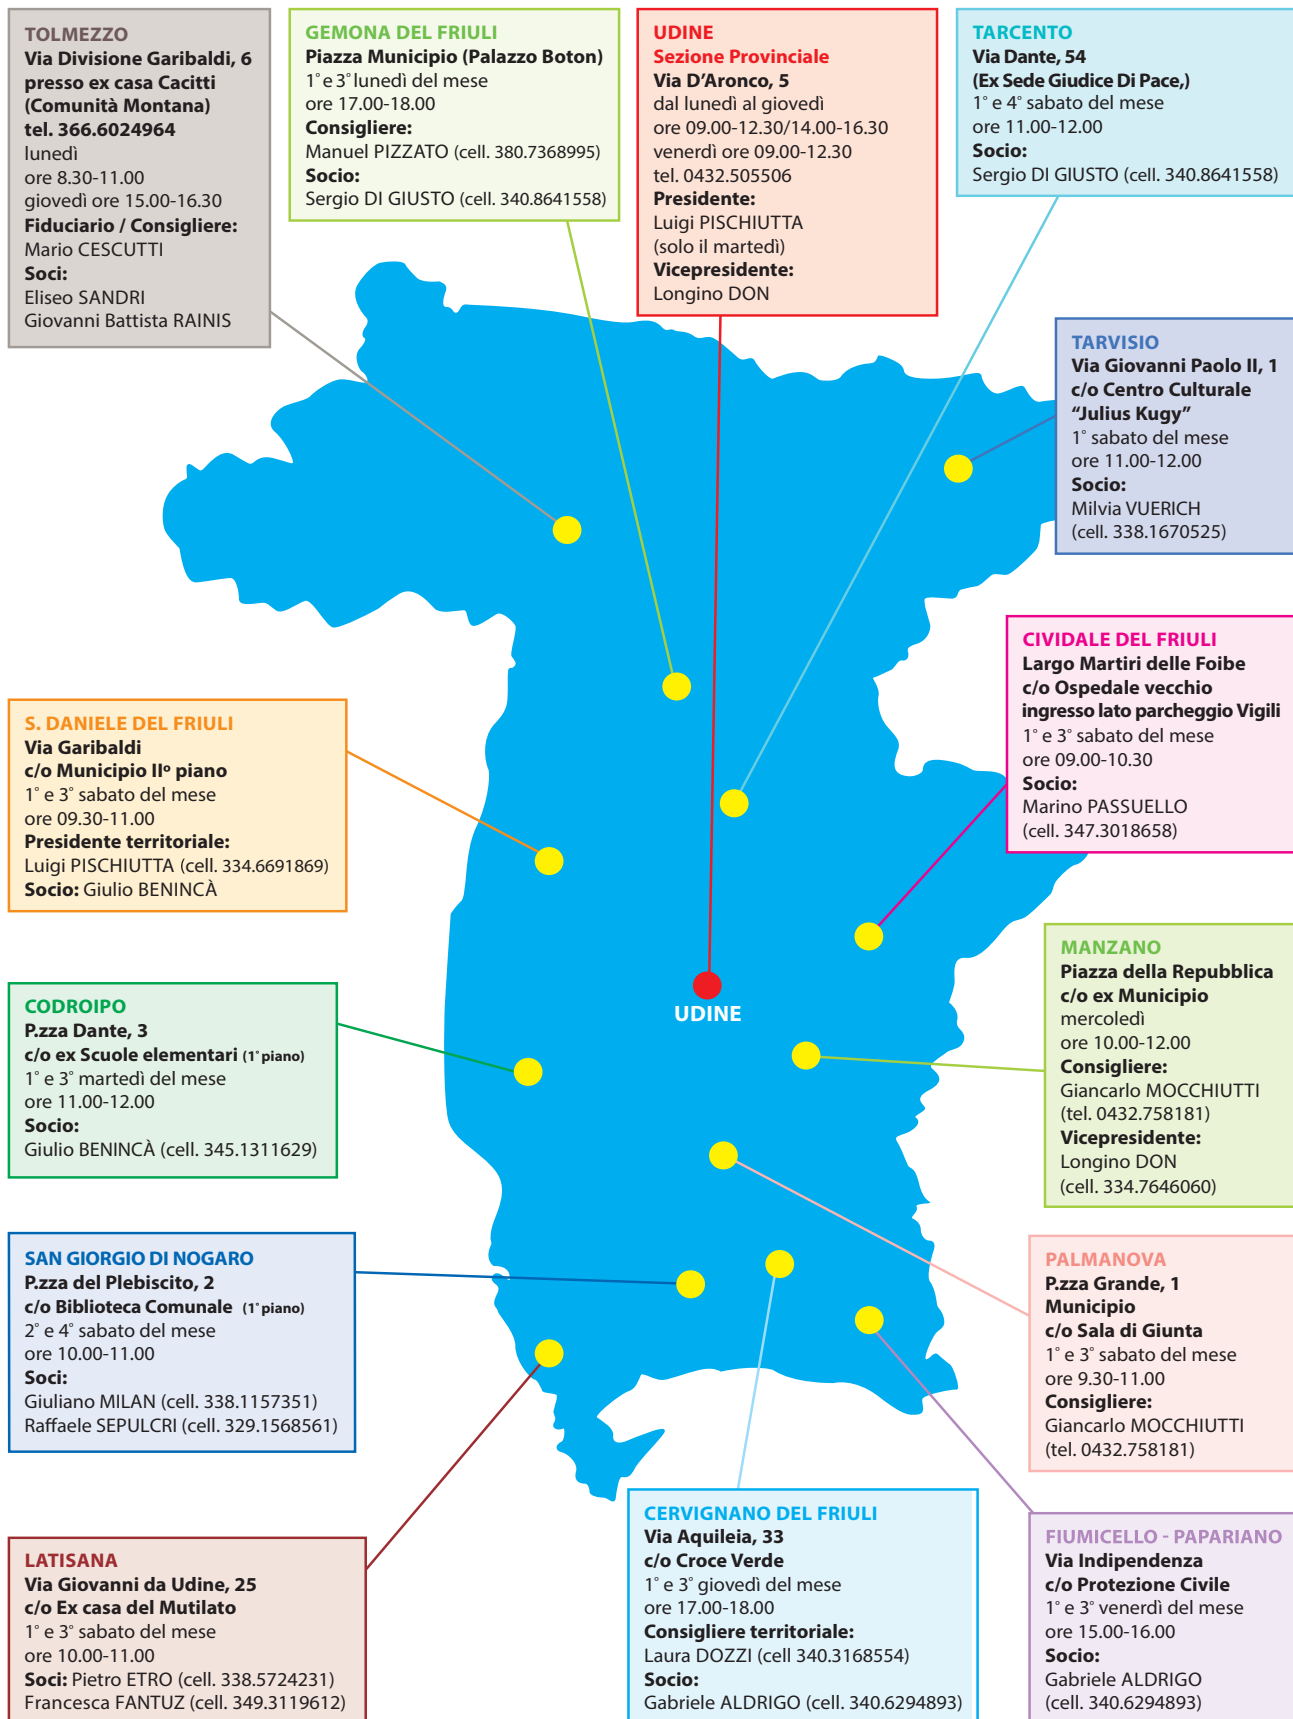 TOLMEZZO
Via Divisione Garibaldi, 6
presso ex casa Cacitti
(Comunità Montana)
tel. 366.6024964
lunedì
ore 8.30-11.00
giovedì ore 15.00-16.30
Fiduciario / Consigliere:
Mario CESCUTTI
Soci:
Eliseo SANDRI
Giovanni Battista RAINIS
GEMONA DEL FRIULI
Piazza Municipio (Palazzo Boton)
1° e 3° lunedì del mese
ore 17.00-18.00
Consigliere:
Manuel PIZZATO (cell. 380.7368995)
Socio:
Sergio DI GIUSTO (cell. 340.8641558)
UDINE
Sezione Provinciale
Via D'Aronco, 5
dal lunedì al giovedì
ore 09.00-12.30/14.00-16.30
venerdì ore 09.00-12.30
tel. 0432.505506
Presidente:
Luigi PISCHIUTTA
(solo il martedì)
Vicepresidente:
Longino DON
TARCENTO
Via Dante, 54
(Ex Sede Giudice Di Pace,)
1° e 4° sabato del mese
ore 11.00-12.00
Socio:
Sergio DI GIUSTO (cell. 340.8641558)
TARVISIO
Via Giovanni Paolo II, 1
c/o Centro Culturale
“Julius Kugy”
1° sabato del mese
ore 11.00-12.00
Socio:
Milvia VUERICH
(cell. 338.1670525)
CIVIDALE DEL FRIULI
Largo Martiri delle Foibe
c/o Ospedale vecchio
ingresso lato parcheggio Vigili
1° e 3° sabato del mese
ore 09.00-10.30
Socio:
Marino PASSUELLO
(cell. 347.3018658)
S. DANIELE DEL FRIULI
Via Garibaldi
c/o Municipio IIº piano
1° e 3° sabato del mese
ore 09.30-11.00
Presidente territoriale:
Luigi PISCHIUTTA (cell. 334.6691869)
Socio: Giulio BENINCÀ
MANZANO
Piazza della Repubblica
c/o ex Municipio
mercoledì
ore 10.00-12.00
Consigliere:
Giancarlo MOCCHIUTTI
(tel. 0432.758181)
Vicepresidente:
Longino DON
(cell. 334.7646060)
UDINE
CODROIPO
P.zza Dante, 3
c/o ex Scuole elementari (1° piano)
1° e 3° martedì del mese
ore 11.00-12.00
Socio:
Giulio BENINCÀ (cell. 345.1311629)
SAN GIORGIO DI NOGARO
P.zza del Plebiscito, 2
c/o Biblioteca Comunale (1° piano)
2° e 4° sabato del mese
ore 10.00-11.00
Soci:
Giuliano MILAN (cell. 338.1157351)
Raffaele SEPULCRI (cell. 329.1568561)
PALMANOVA
P.zza Grande, 1
Municipio
c/o Sala di Giunta
1° e 3° sabato del mese
ore 9.30-11.00
Consigliere:
Giancarlo MOCCHIUTTI
(tel. 0432.758181)
LATISANA
Via Giovanni da Udine, 25
c/o Ex casa del Mutilato
1° e 3° sabato del mese
ore 10.00-11.00
Soci: Pietro ETRO (cell. 338.5724231)
Francesca FANTUZ (cell. 349.3119612)
CERVIGNANO DEL FRIULI
Via Aquileia, 33
c/o Croce Verde
1° e 3° giovedì del mese
ore 17.00-18.00
Consigliere territoriale:
Laura DOZZI (cell 340.3168554)
Socio:
Gabriele ALDRIGO (cell. 340.6294893)
FIUMICELLO - PAPARIANO
Via Indipendenza
c/o Protezione Civile
1° e 3° venerdì del mese
ore 15.00-16.00
Socio:
Gabriele ALDRIGO
(cell. 340.6294893)